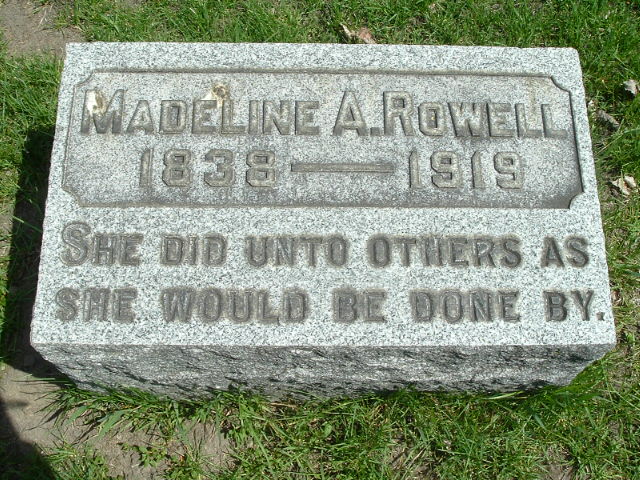 MADELINE A. ROWELL
1838 — 1919
SHE DID UNTO OTHERS AS
SHE WOULD BE DONE BY.